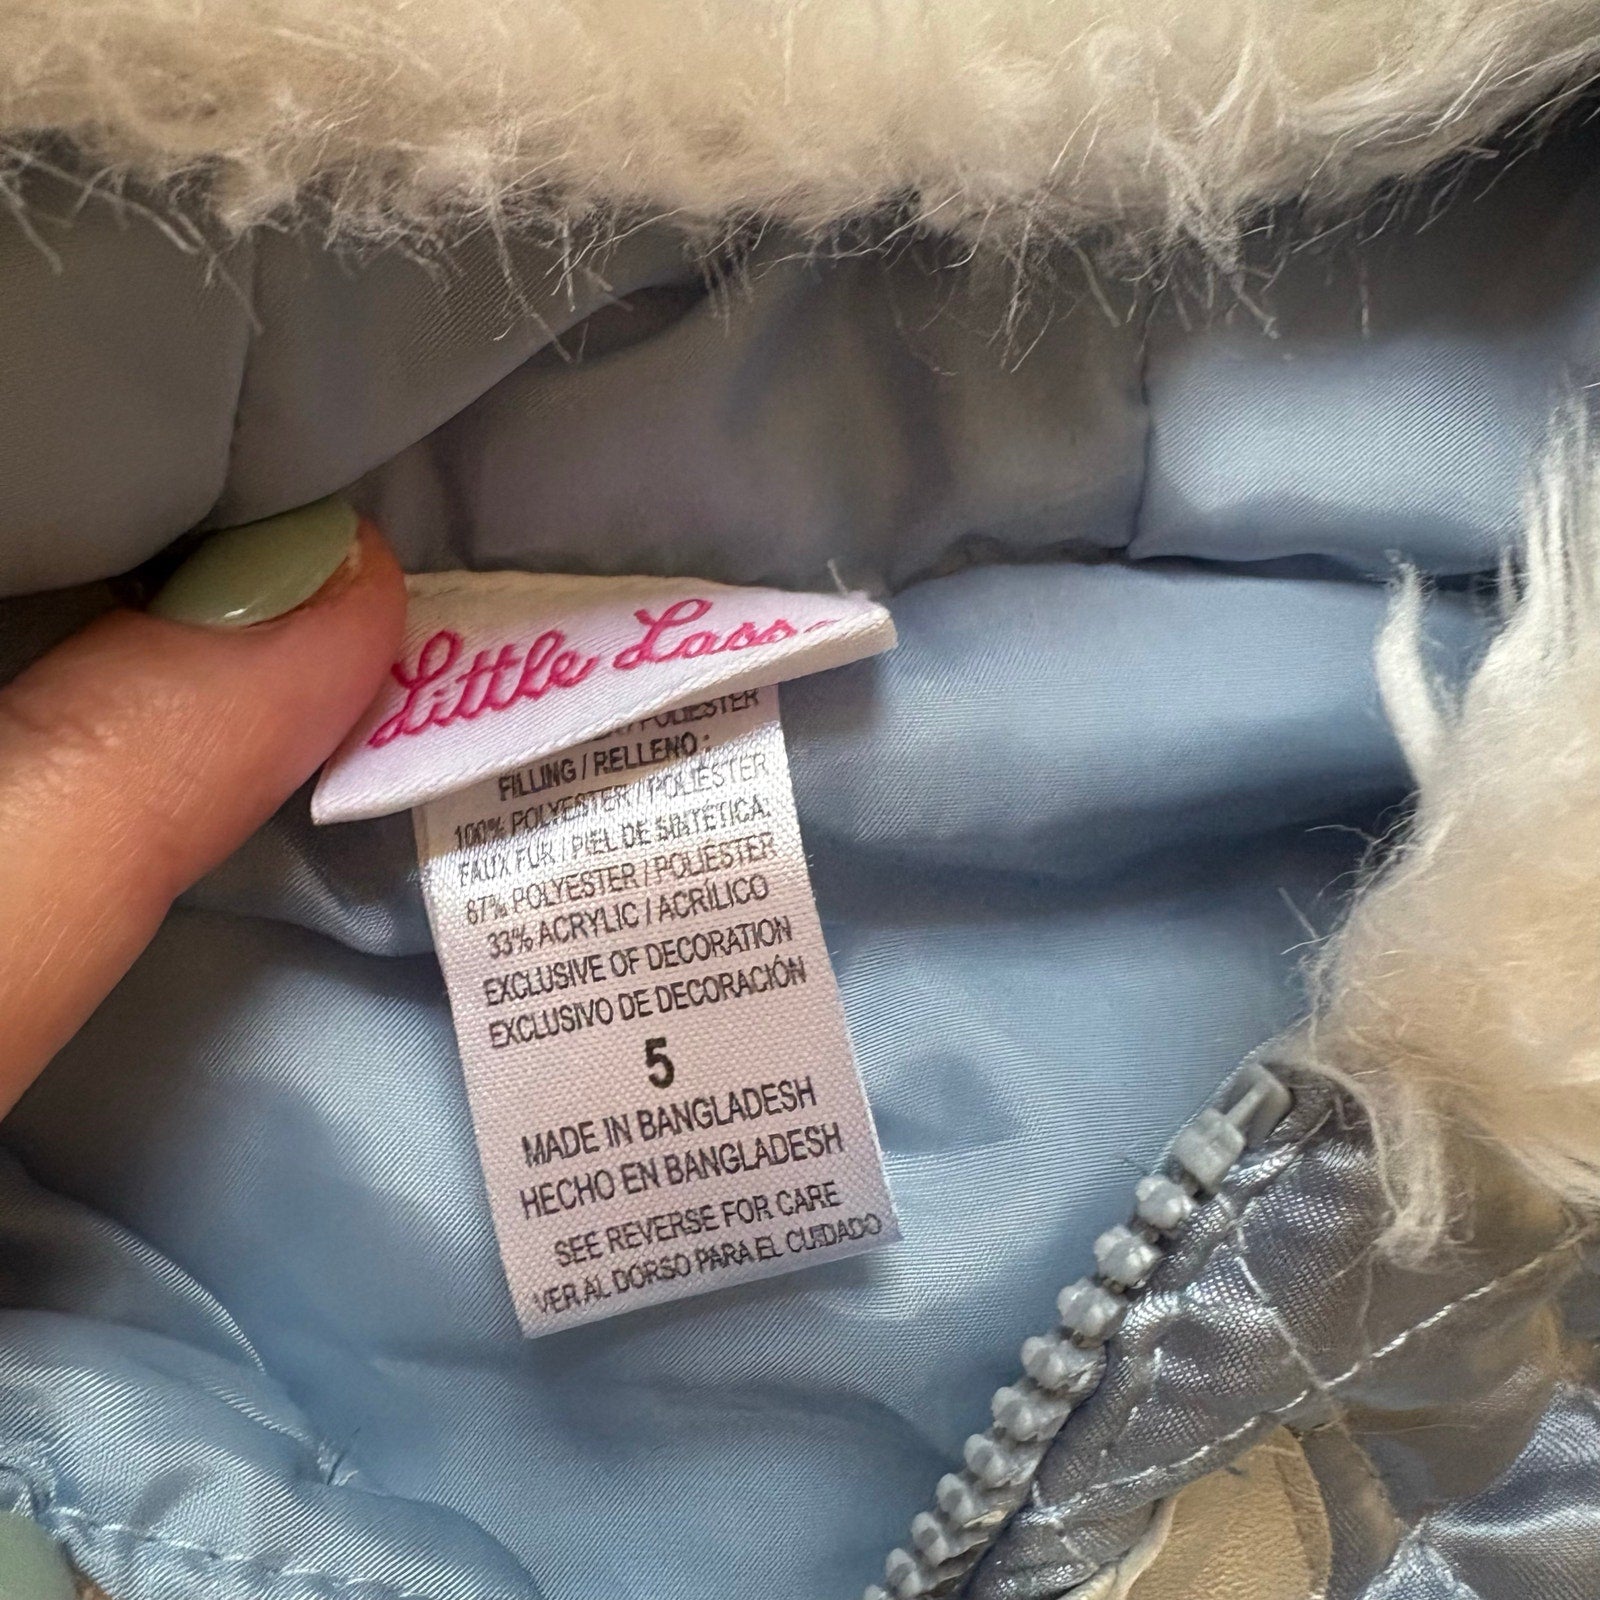 Little Lass
/ POLIESTER
FILLING / RELLENO :
100% POLYESTER / POLIESTER
FAUX FUR / PIEL DE SINTÉTICA:
67% POLYESTER / POLIESTER
33% ACRYLIC / ACRÍLICO
EXCLUSIVE OF DECORATION
EXCLUSIVO DE DECORACIÓN
5
MADE IN BANGLADESH
HECHO EN BANGLADESH
SEE REVERSE FOR CARE
VER AL DORSO PARA EL CUIDADO